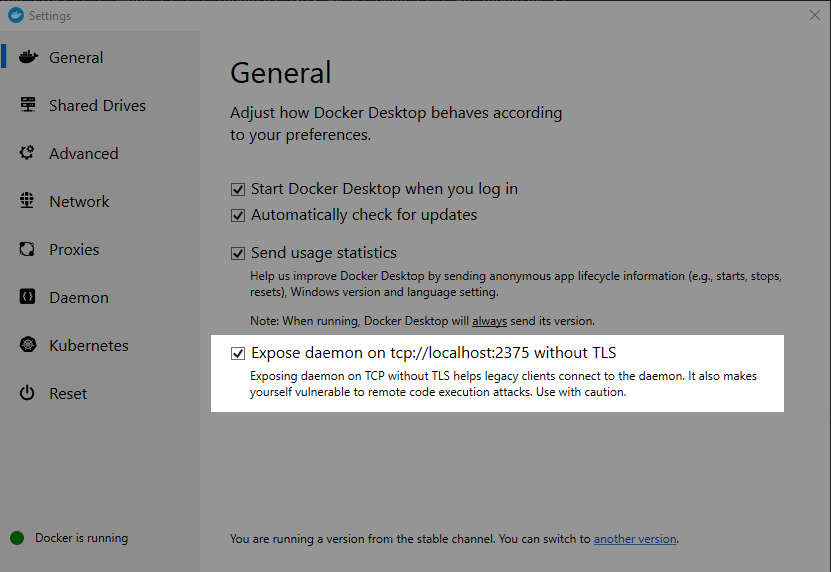 Settings
General
Shared Drives
Advanced
Network
Proxies
Daemon
Kubernetes
Reset
Docker is running
General
Adjust how Docker Desktop behaves according
to your preferences.
Start Docker Desktop when you log in
Automatically check for updates
Send usage statistics
Help us improve Docker Desktop by sending anonymous app lifecycle information (e.g., starts, stops,
resets), Windows version and language setting.
Note: When running, Docker Desktop will always send its version.
Expose daemon on tcp://localhost:2375 without TLS
Exposing daemon on TCP without TLS helps legacy clients connect to the daemon. It also makes
yourself vulnerable to remote code execution attacks. Use with caution.
You are running a version from the stable channel. You can switch to another version.